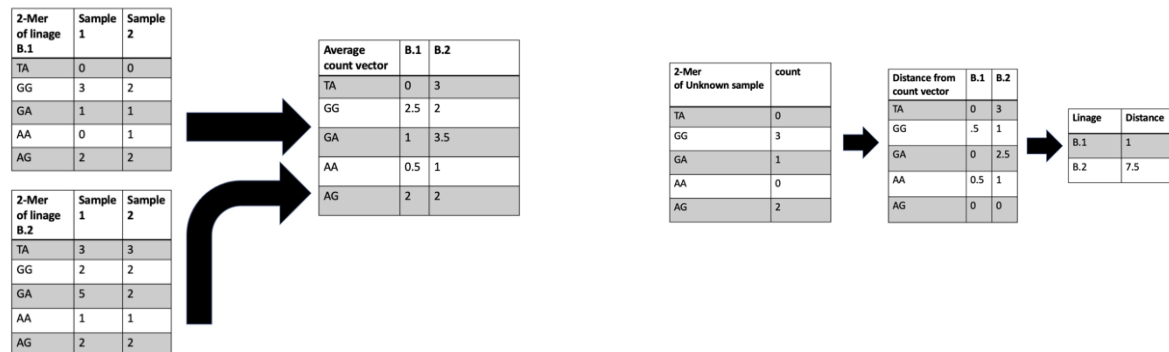 2-Mer Sample Sample
of linage 1 2
B.1
TA 0 0
GG 3 2
GA 1 1
AA 0 1
AG 2 2
2-Mer Sample Sample
of linage 1 2
B.2
TA 3 3
GG 2 2
GA 5 2
AA 1 1
AG 2 2
Average B.1 B.2
count vector
TA 0 3
GG 2.5 2
GA 1 3.5
AA 0.5 1
AG 2 2
2-Mer count
of Unknown sample
TA 0
GG 3
GA 1
AA 0
AG 2
Distance from B.1 B.2
count vector
TA 0 3
GG .5 1
GA 0 2.5
AA 0.5 1
AG 0 0
Linage Distance
B.1 1
B.2 7.5